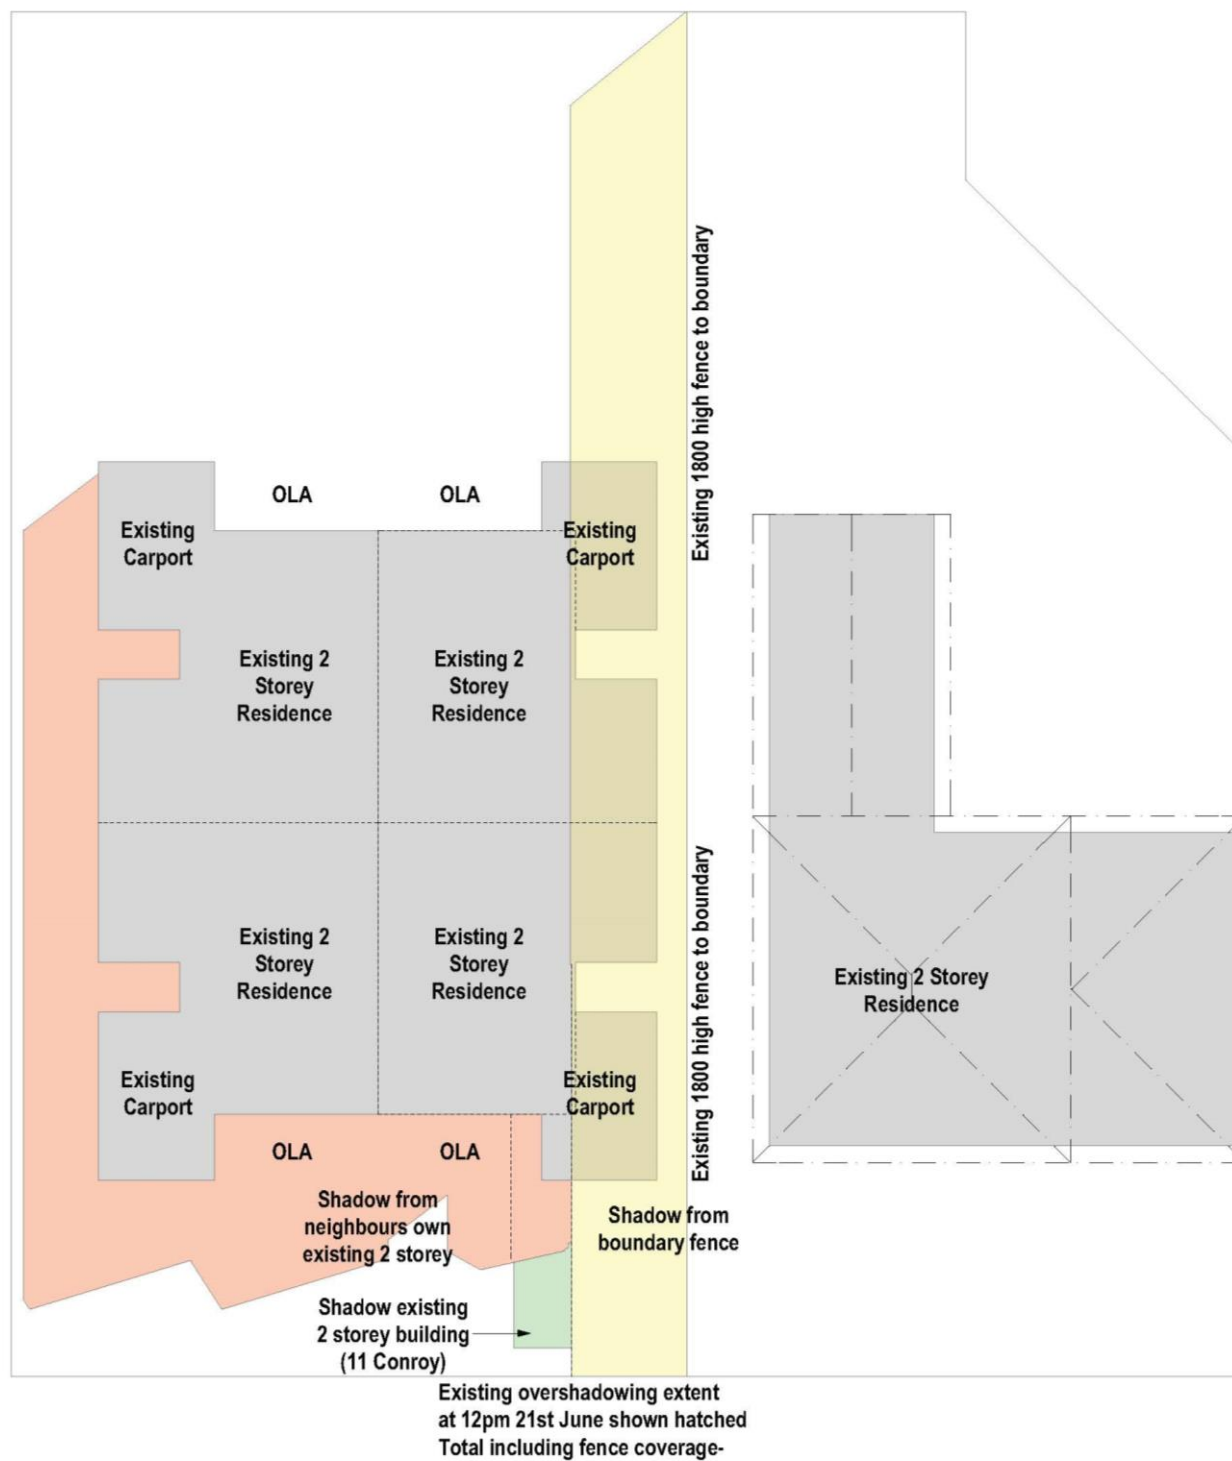 Existing 1800 high fence to boundary
OLA
OLA
Existing
Carport
Existing
Carport
Existing 2
Storey
Residence
Existing 2
Storey
Residence
Existing 1800 high fence to boundary
Existing 2
Storey
Residence
Existing 2
Storey
Residence
Existing 2 Storey
Residence
Existing
Carport
Existing
Carport
OLA
OLA
Shadow from
neighbours own
existing 2 storey
Shadow from
boundary fence
Shadow existing
2 storey building
(11 Conroy)
Existing overshadowing extent
at 12pm 21st June shown hatched
Total including fence coverage-